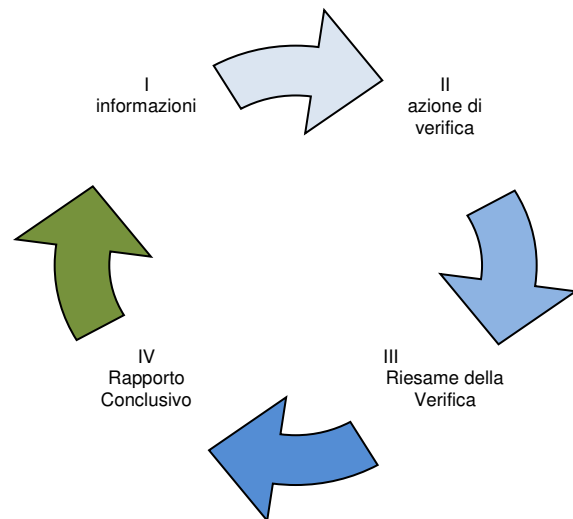 I
informazioni
II
azione di
verifica
III
Riesame della
Verifica
IV
Rapporto
Conclusivo